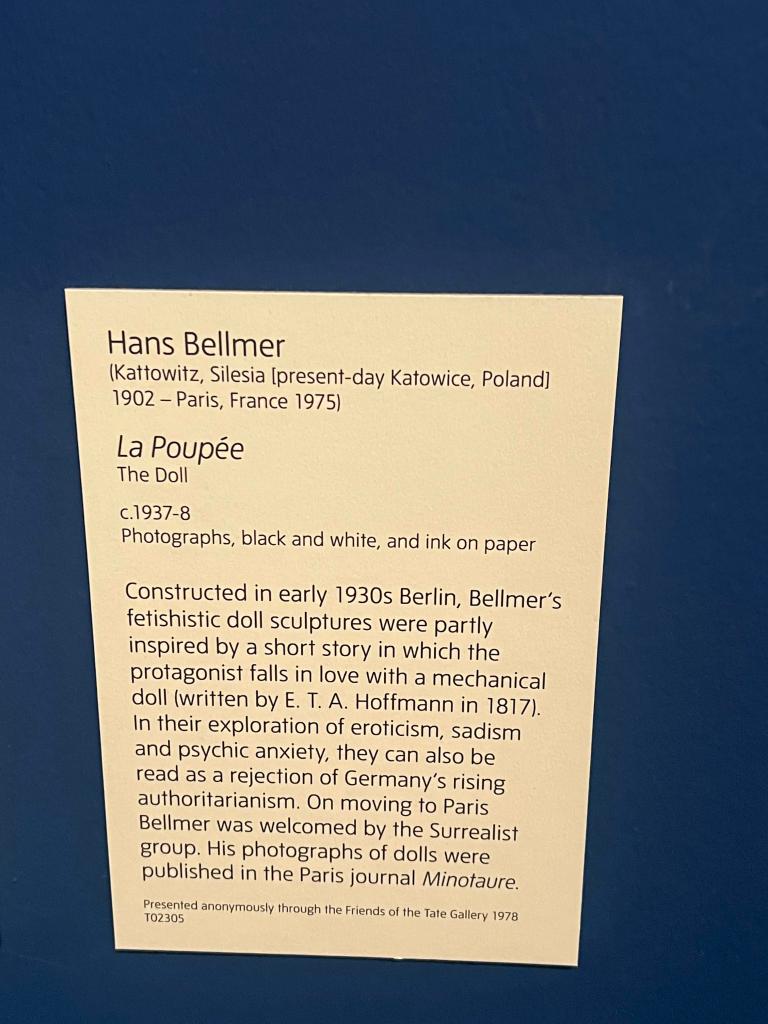 Hans Bellmer
(Kattowitz, Silesia [present-day Katowice, Poland]
1902 – Paris, France 1975)
La Poupée
The Doll
c.1937-8
Photographs, black and white, and ink on paper
Constructed in early 1930s Berlin, Bellmer's
fetishistic doll sculptures were partly
inspired by a short story in which the
protagonist falls in love with a mechanical
doll (written by E. T. A. Hoffmann in 1817).
In their exploration of eroticism, sadism
and psychic anxiety, they can also be
read as a rejection of Germany's rising
authoritarianism. On moving to Paris
Bellmer was welcomed by the Surrealist
group. His photographs of dolls were
published in the Paris journal Minotaure.
Presented anonymously through the Friends of the Tate Gallery 1978
T02305